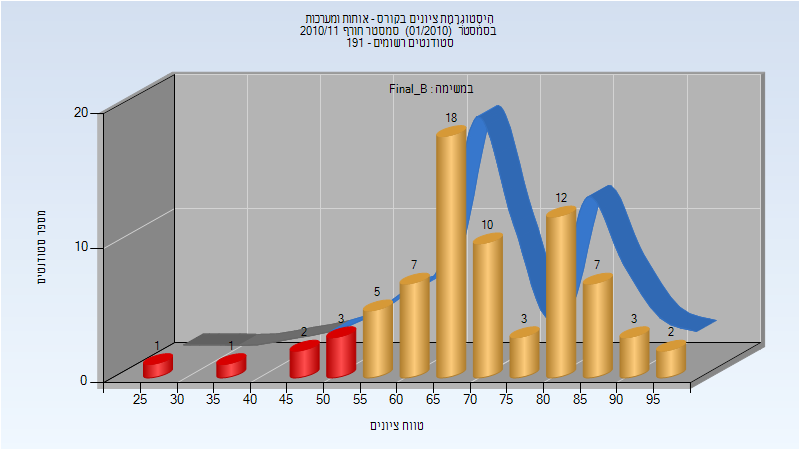 היסטוגרמת ציונים בקורס - אותות ומערכות
בסמסטר (01/2010) סמסטר חורף 2010/11
סטודנטים רשומים - 191
במשימה : Final_B
מספר סטודנטים
20
10
0
1
1
2
3
5
7
18
10
3
12
7
3
2
25 30 35 40 45 50 55 60 65 70 75 80 85 90 95
טווח ציונים